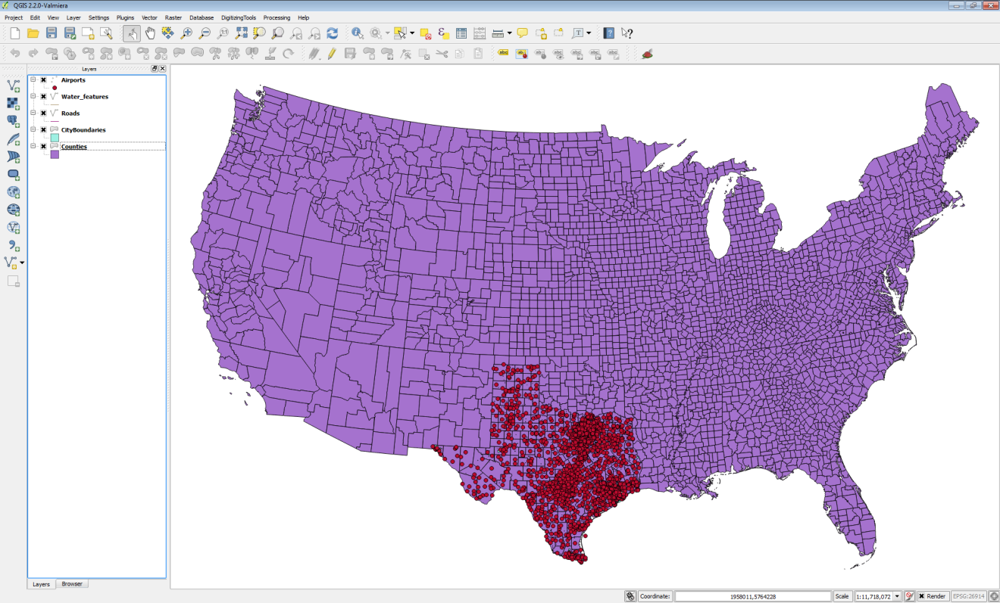 QGIS 2.2.0-Valmiera
Project Edit View Layer Settings Plugins Vector Raster Database DigitizingTools Processing Help
Layers
Airports
Water_features
Roads
CityBoundaries
Counties
Layers Browser
Coordinate: 1958011,5764228 Scale 1:11,718,072 Render EPSG:26914